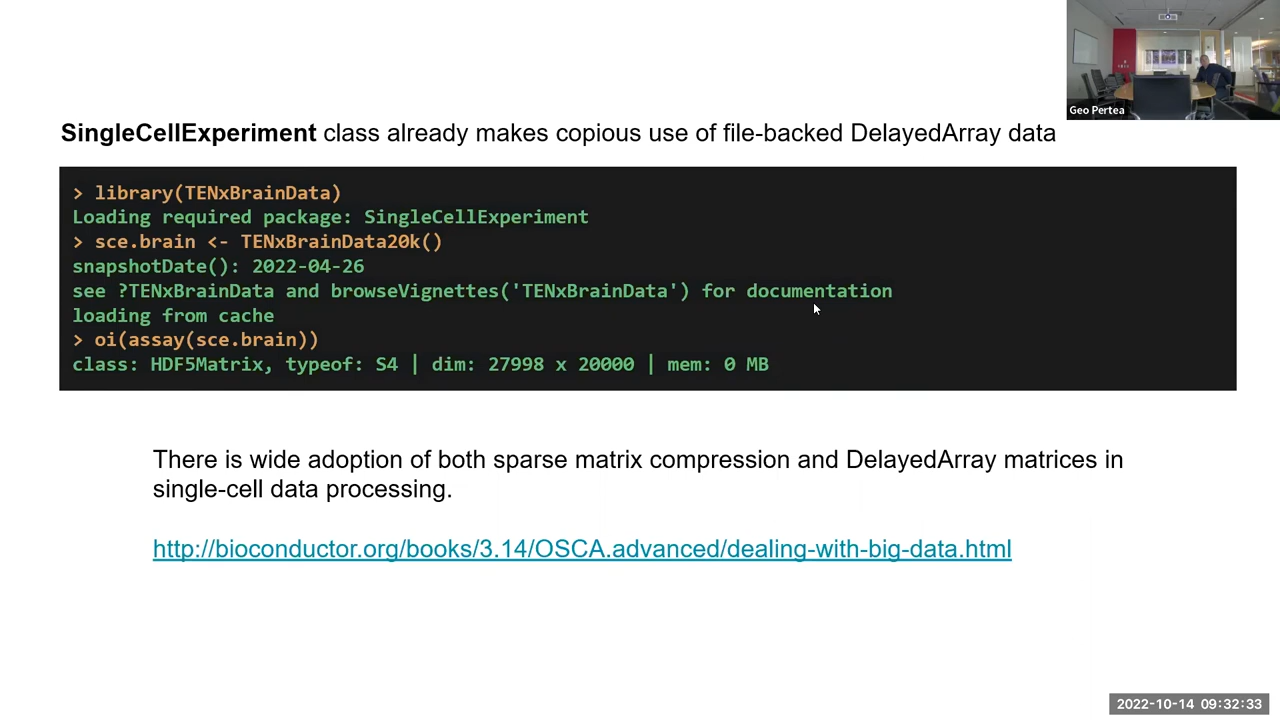 Geo Pertea
SingleCellExperiment class already makes copious use of file-backed DelayedArray data
> library(TENxBrainData)
Loading required package: SingleCellExperiment
> sce.brain <- TENxBrainData20k()
snapshotDate(): 2022-04-26
see ?TENxBrainData and browseVignettes('TENxBrainData') for documentation
loading from cache
> oi(assay(sce.brain))
class: HDF5Matrix, typeof: S4 | dim: 27998 x 20000 | mem: 0 MB
There is wide adoption of both sparse matrix compression and DelayedArray matrices in
single-cell data processing.
http://bioconductor.org/books/3.14/OSCA.advanced/dealing-with-big-data.html
2022-10-14 09:32:33